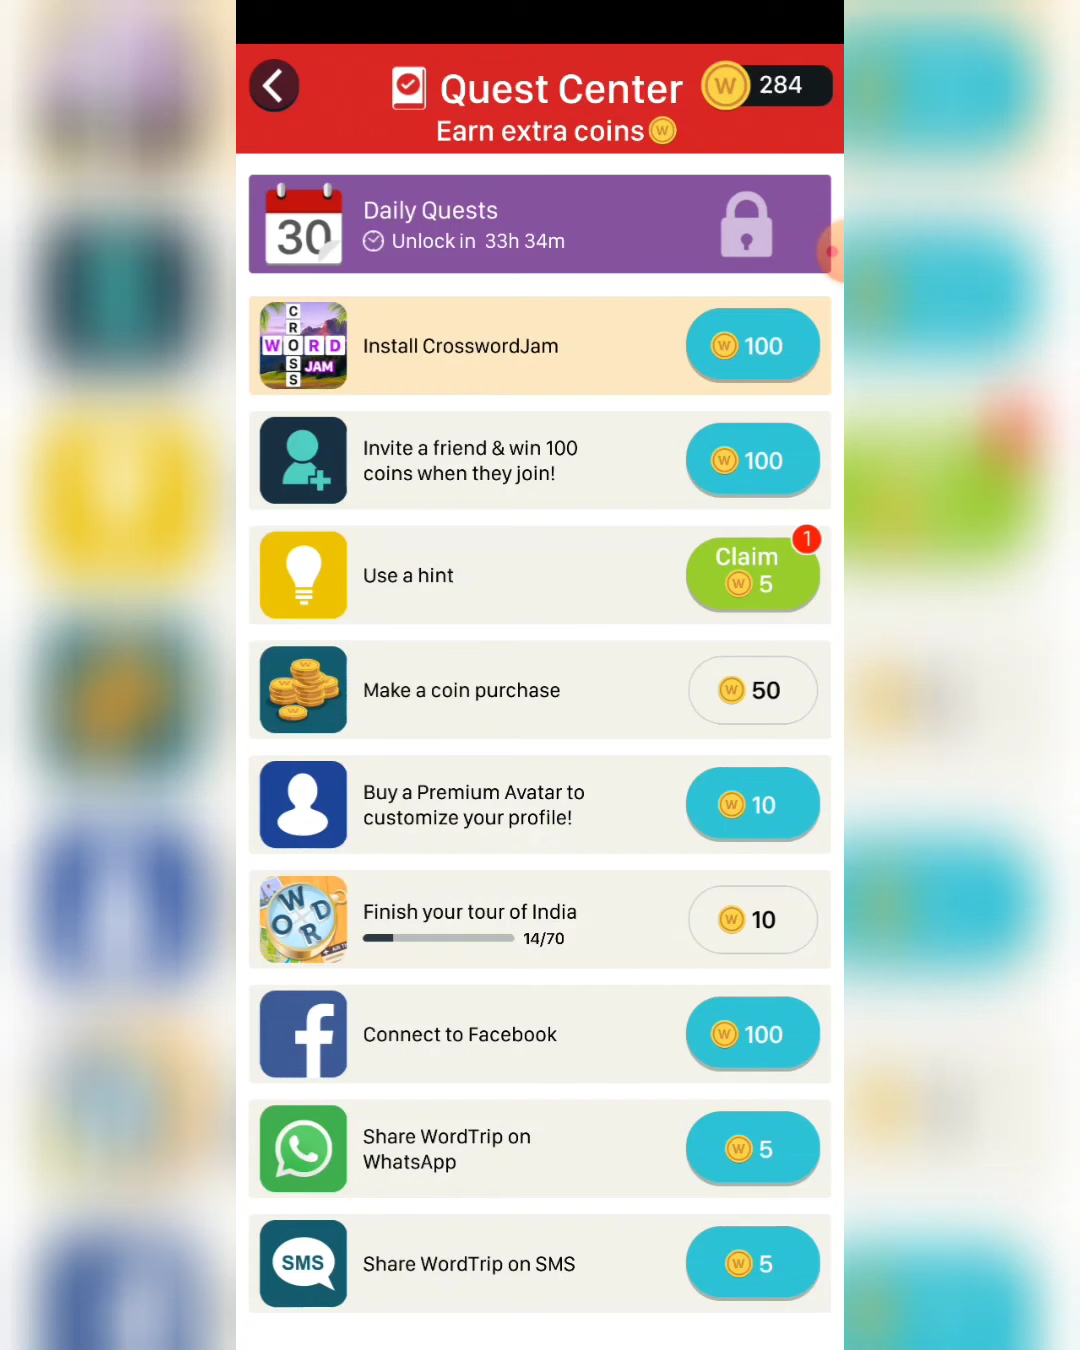 Quest Center
W
284
Earn extra coins W
30
Daily Quests
Unlock in 33h 34m
C
R
W O R D
S JAM
S
Install CrosswordJam
W 100
Invite a friend & win 100
coins when they join!
W 100
Use a hint
Claim
1
W 5
Make a coin purchase
W 50
Buy a Premium Avatar to
customize your profile!
W 10
W
O D
R
Finish your tour of India
14/70
W 10
f
Connect to Facebook
W 100
Share WordTrip on
WhatsApp
W 5
SMS
Share WordTrip on SMS
W 5